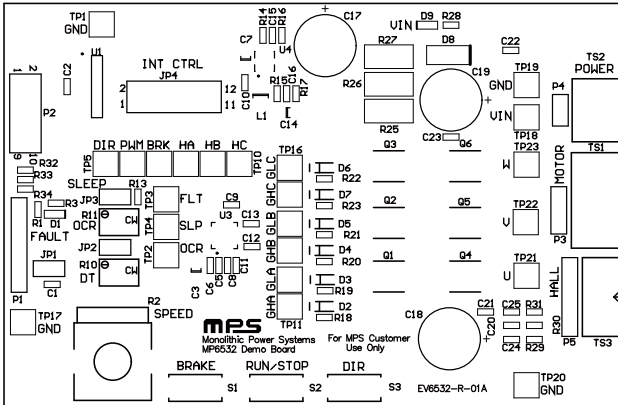 TP1
GND
U1
C2
2
1
P2
9
10
INT CTRL
JP4
2
1
12
11
C7
R14
C15
R16
U4
C10
L1
R15
C16
R17
C14
C17
VIN
D9
R28
R27
D8
R26
R25
C19
C23
C22
TP19
GND
VIN
TP18
P4
TS2
POWER
TS1
DIR
PWM
BRK
HA
HB
HC
TP5
TP10
TP16
GLC
GHC
GLB
GHB
GLA
GHA
TP11
D6
R22
D7
R23
D5
R21
D4
R20
D3
R19
D2
R18
Q3
Q6
Q2
Q5
Q1
Q4
TP23
W
TP22
V
TP21
U
MOTOR
P3
HALL
P5
TS3
R32
R33
R34
SLEEP
JP3
R13
R3
R1
D1
FAULT
R11
OCR
CW
JP2
R10
DT
CW
JP1
C1
P1
TP17
GND
TP3
FLT
TP4
SLP
TP2
OCR
C9
U3
C13
C12
C3
C6
C5
C8
C11
R2
SPEED
MPS
Monolithic Power Systems
MP6532 Demo Board
For MPS Customer
Use Only
BRAKE
S1
RUN/STOP
S2
DIR
S3
C18
C21
C20
C25
C24
R31
R29
R30
EV6532-R-01A
TP20
GND